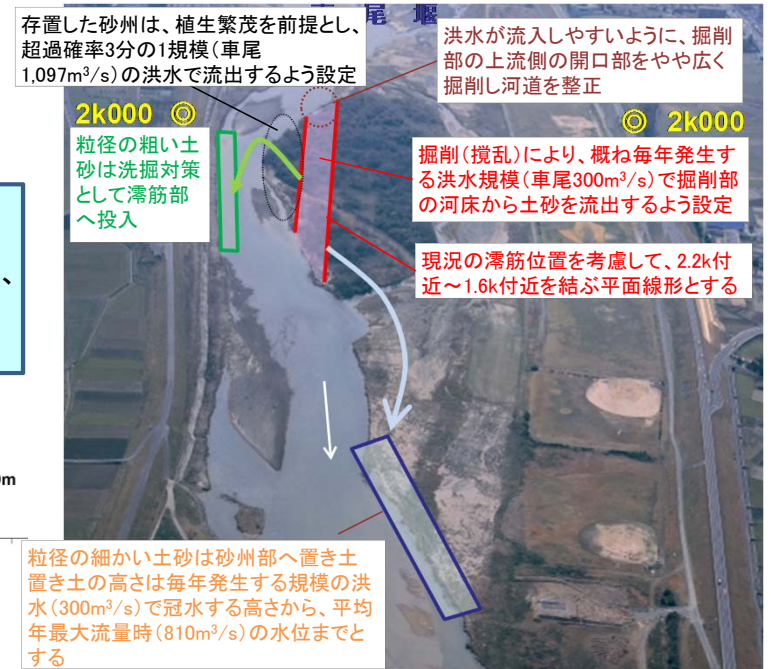 尾 堰
存置した砂州は、植生繁茂を前提とし、
超過確率3分の1規模(車尾
1,097m³/s)の洪水で流出するよう設定
洪水が流入しやすいように、掘削
部の上流側の開口部をやや広く
掘削し河道を整正
2k000 ◎
◎ 2k000
粒径の粗い土
砂は洗掘対策
として澪筋部
へ投入
掘削(撹乱)により、概ね毎年発生す
る洪水規模(車尾300m³/s)で掘削部
の河床から土砂を流出するよう設定
現況の澪筋位置を考慮して、2.2k付
近~1.6k付近を結ぶ平面線形とする
、
m
粒径の細かい土砂は砂州部へ置き土
置き土の高さは毎年発生する規模の洪
水(300m³/s)で冠水する高さから、平均
年最大流量時(810m³/s)の水位までと
する